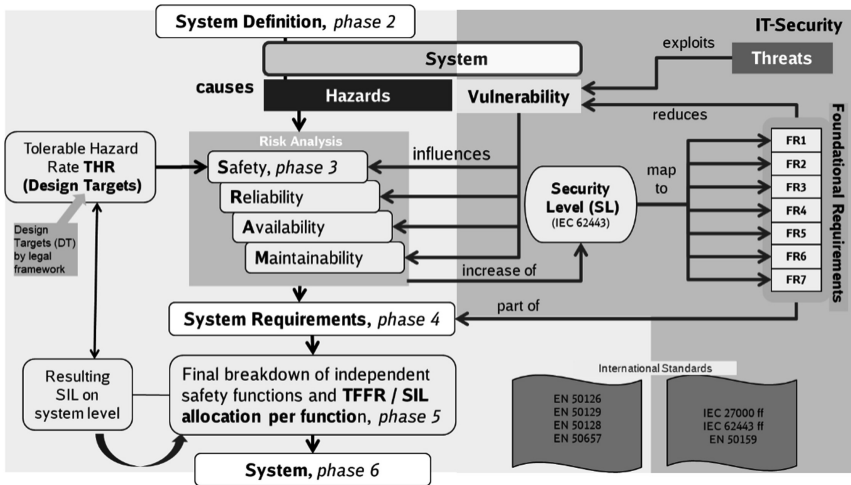 System Definition, phase 2
IT-Security
System
exploits
Threats
causes
Hazards
Vulnerability
reduces
Risk Analysis
Tolerable Hazard
Rate THR
(Design Targets)
Design
Targets (DT)
by legal
framework
Safety, phase 3
Reliability
Availability
Maintainability
influences
Security
Level (SL)
(IEC 62443)
map
to
FR1
FR2
FR3
FR4
FR5
FR6
FR7
Foundational Requirements
increase of
part of
System Requirements, phase 4
Resulting
SIL on
system level
Final breakdown of independent
safety functions and TFFR / SIL
allocation per function, phase 5
System, phase 6
International Standards
EN 50126
EN 50129
EN 50128
EN 50657
IEC 27000 ff
IEC 62443 ff
EN 50159